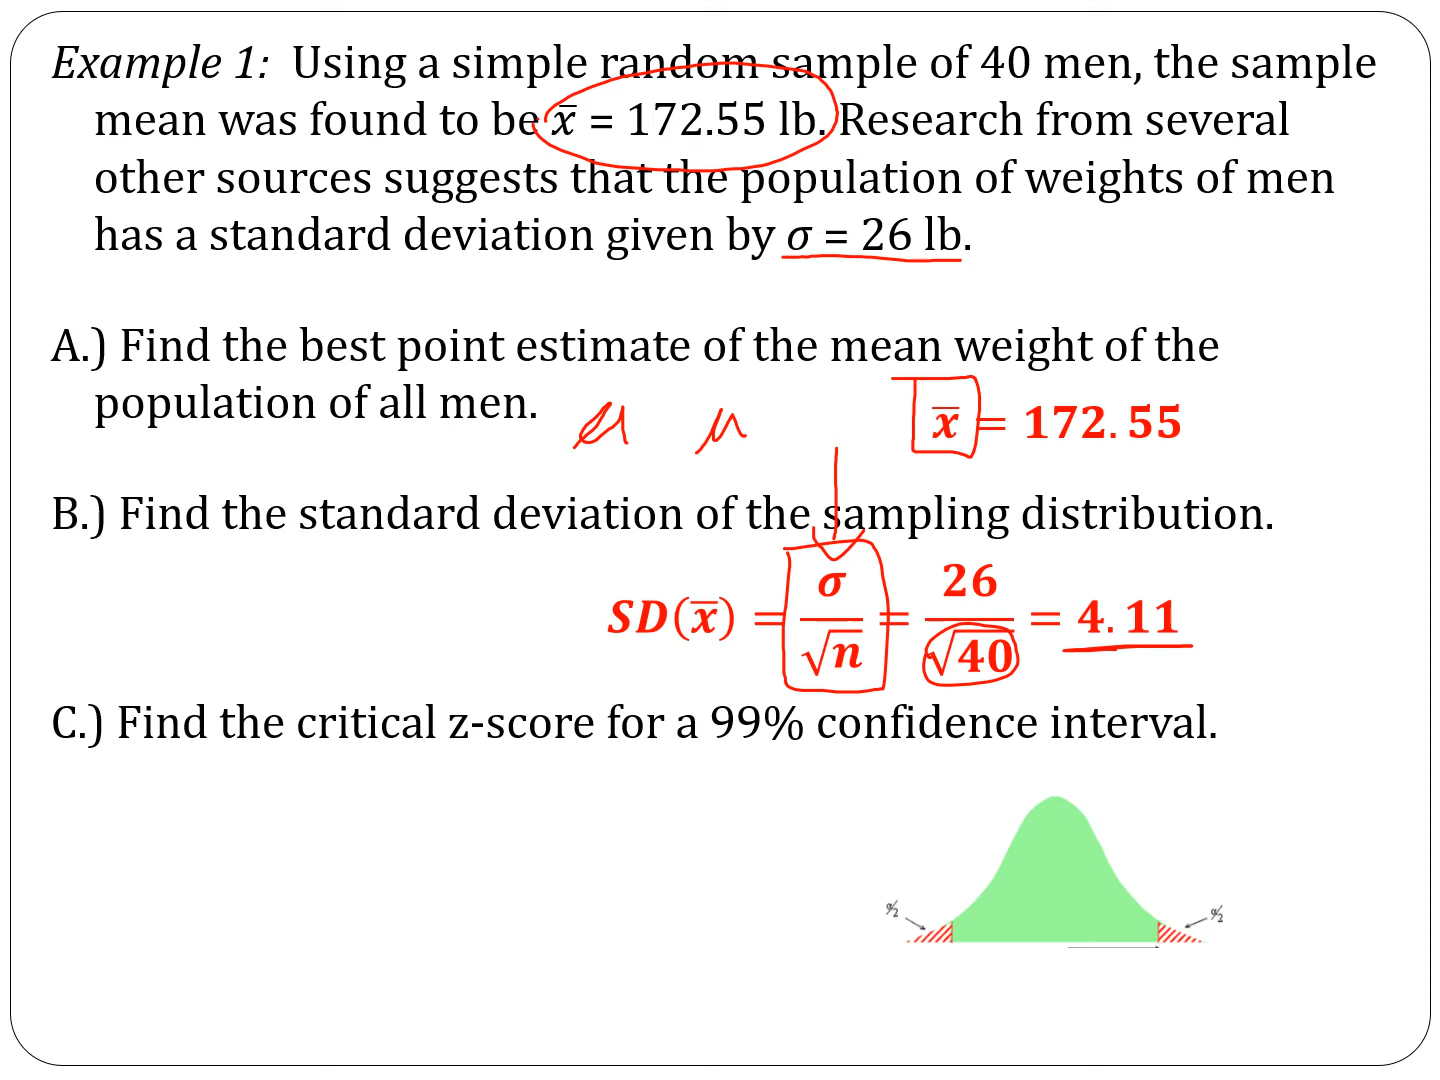 Example 1: Using a simple random sample of 40 men, the sample
mean was found to be x̄ = 172.55 lb. Research from several
other sources suggests that the population of weights of men
has a standard deviation given by σ = 26 lb.
A.) Find the best point estimate of the mean weight of the
population of all men. μ μ x̄ = 172.55
B.) Find the standard deviation of the sampling distribution.
SD(x̄) = σ/√n = 26/√40 = 4.11
C.) Find the critical z-score for a 99% confidence interval.
α/2 α/2